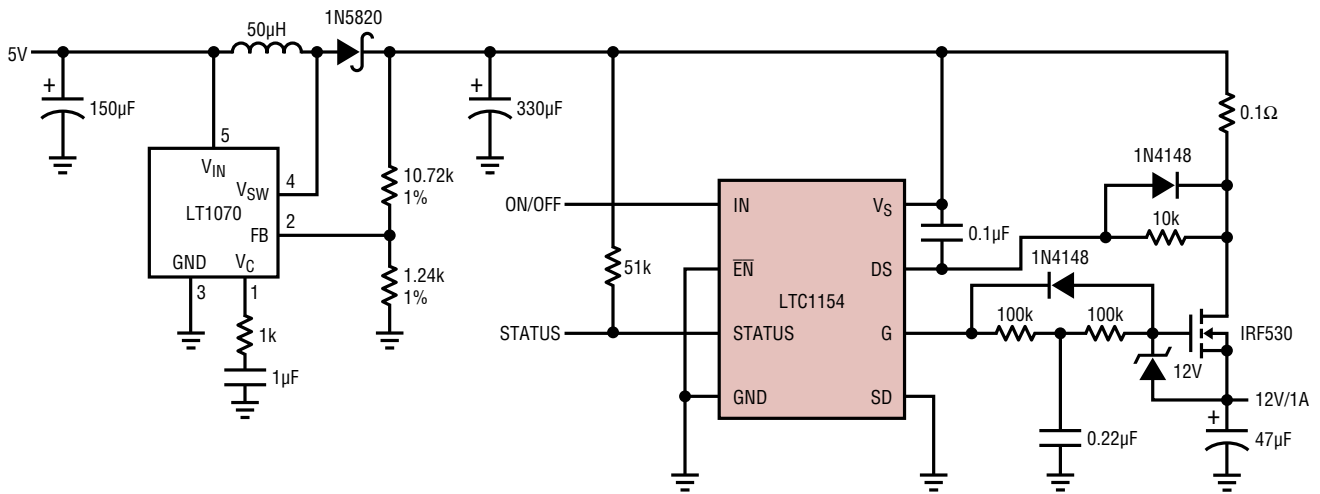 5V
50µH
1N5820
+
150µF
5
VIN
VSW
4
LT1070
2
FB
GND
VC
3
1
1k
1µF
10.72k
1%
1.24k
1%
+
330µF
51k
ON/OFF
STATUS
IN
VS
EN
DS
LTC1154
STATUS
G
GND
SD
0.1µF
0.1Ω
1N4148
10k
1N4148
100k
100k
IRF530
12V
12V/1A
0.22µF
+
47µF